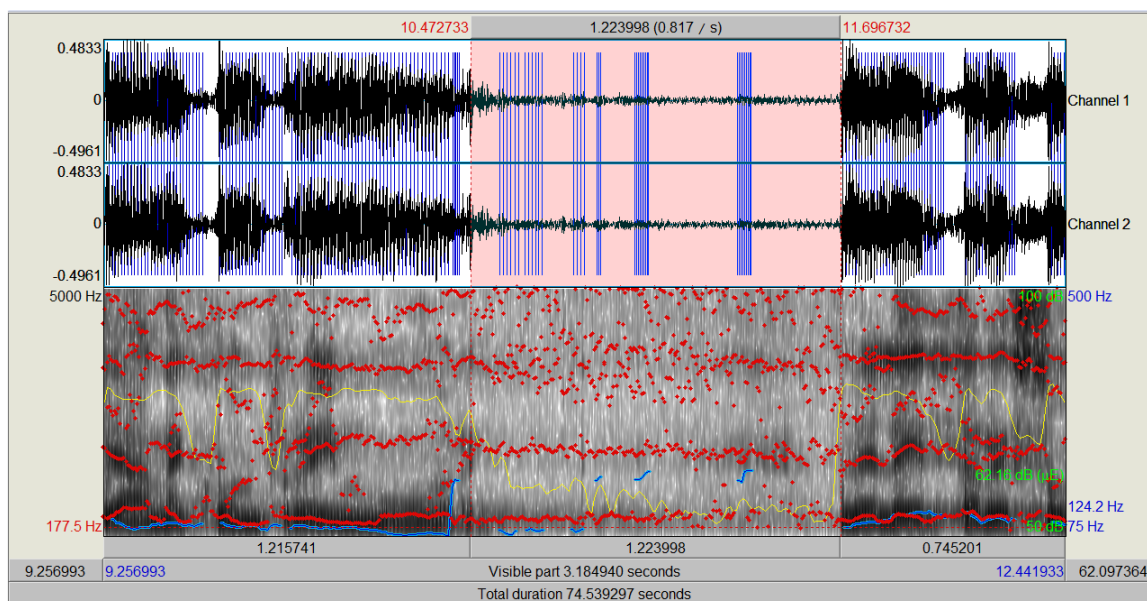 10.472733 1.223998 (0.817 / s) 11.696732
0.4833
0 Channel 1
-0.4961
0.4833
0 Channel 2
-0.4961
5000 Hz 100 dB 500 Hz
62.16 dB (µE)
124.2 Hz
177.5 Hz 50 dB 75 Hz
1.215741 1.223998 0.745201
9.256993 9.256993 Visible part 3.184940 seconds 12.441933 62.097364
Total duration 74.539297 seconds